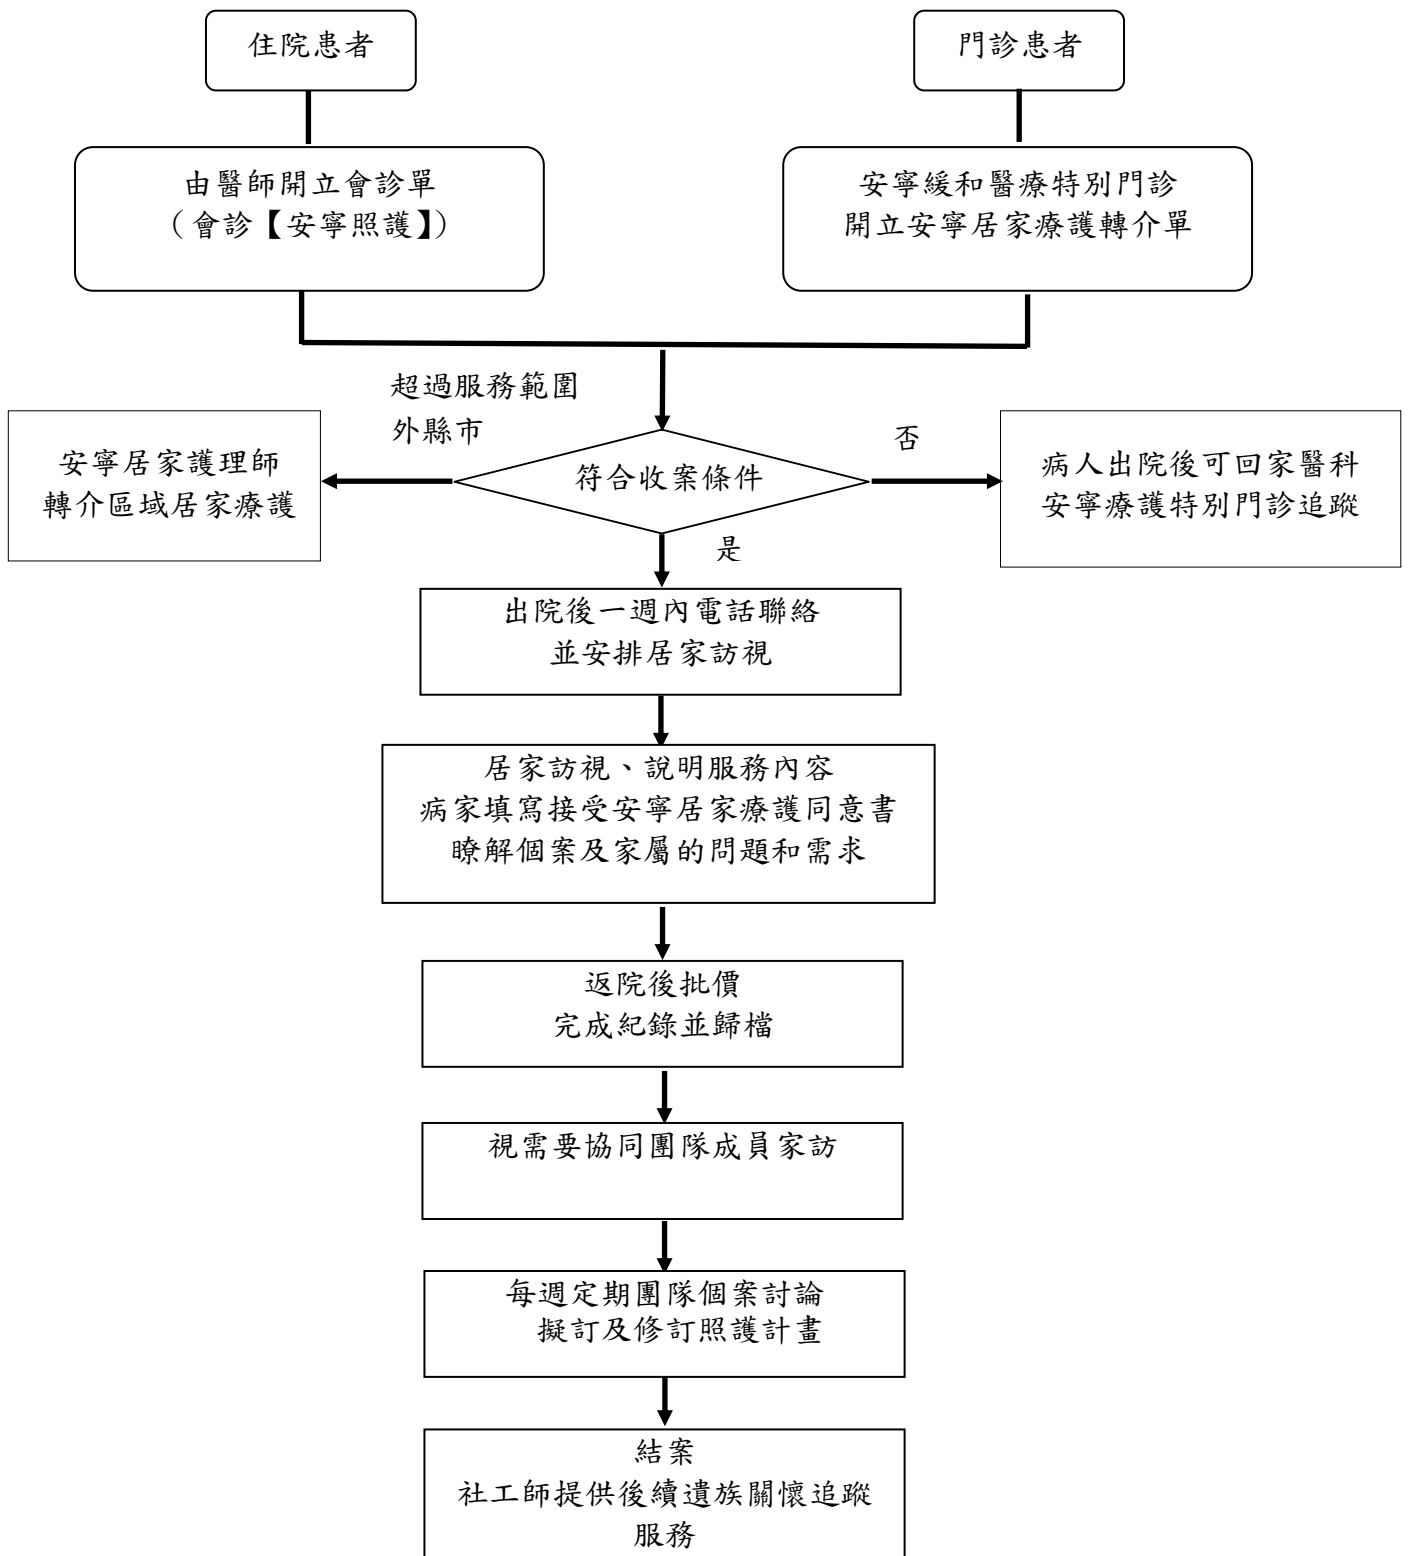 住院患者
門診患者
由醫師開立會診單
（會診【安寧照護】）
安寧緩和醫療特別門診
開立安寧居家療護轉介單
超過服務範圍
外縣市
安寧居家護理師
轉介區域居家療護
符合收案條件
否
病人出院後可回家醫科
安寧療護特別門診追蹤
是
出院後一週內電話聯絡
並安排居家訪視
居家訪視、說明服務內容
病家填寫接受安寧居家療護同意書
瞭解個案及家屬的問題和需求
返院後批價
完成紀錄並歸檔
視需要協同團隊成員家訪
每週定期團隊個案討論
擬訂及修訂照護計畫
結案
社工師提供後續遺族關懷追蹤
服務